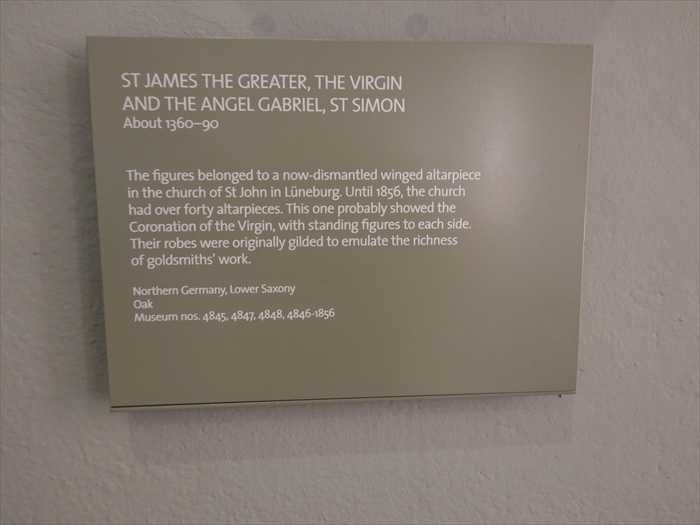 ST JAMES THE GREATER, THE VIRGIN
AND THE ANGEL GABRIEL, ST SIMON
About 1360–90
The figures belonged to a now-dismantled winged altarpiece
in the church of St John in Lüneburg. Until 1856, the church
had over forty altarpieces. This one probably showed the
Coronation of the Virgin, with standing figures to each side.
Their robes were originally gilded to emulate the richness
of goldsmiths' work.
Northern Germany, Lower Saxony
Oak
Museum nos. 4845, 4847, 4848, 4846-1856